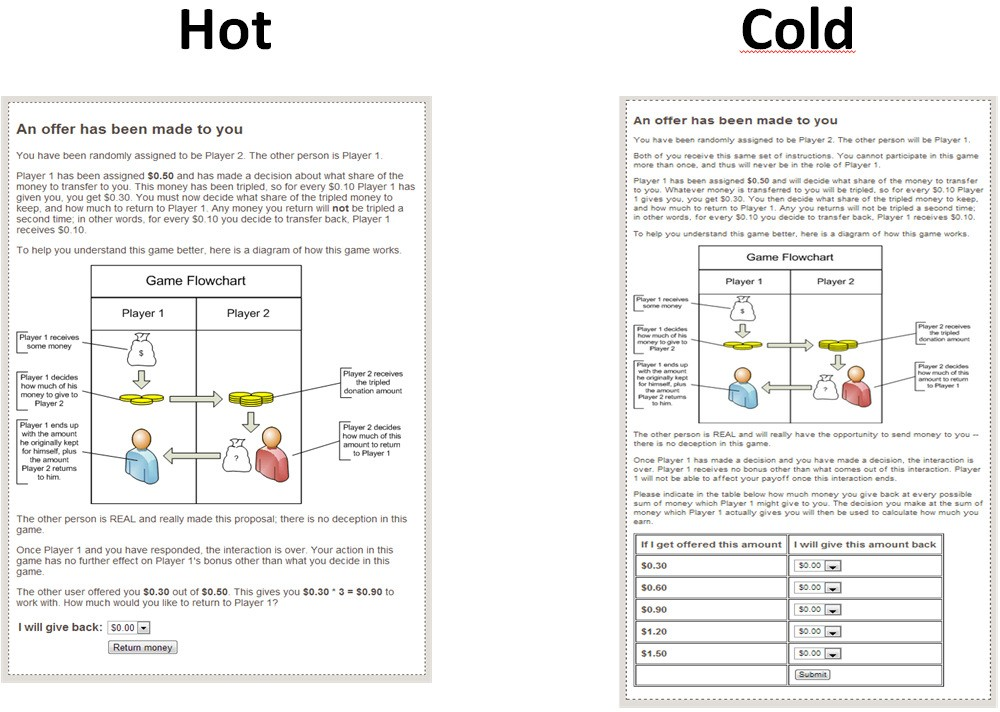 Hot
Cold
An offer has been made to you
You have been randomly assigned to be Player 2. The other person is Player 1.
Player 1 has been assigned $0.50 and has made a decision about what share of the
money to transfer to you. This money has been tripled, so for every $0.10 Player 1 has
given you, you get $0.30. You must now decide what share of the tripled money to
keep, and how much to return to Player 1. Any money you return will not be tripled a
second time; in other words, for every $0.10 you decide to transfer back, Player 1
receives $0.10.
To help you understand this game better, here is a diagram of how this game works.
Game Flowchart
Player 1
Player 2
Player 1 receives
some money
$
Player 1 decides
how much of his
money to give to
Player 2
Player 2 receives
the tripled
donation amount
Player 1 ends up
with the amount
he originally kept
for himself, plus
the amount
Player 2 returns
to him.
?
Player 2 decides
how much of this
amount to return
to Player 1
The other person is REAL and really made this proposal; there is no deception in this
game.
Once Player 1 and you have responded, the interaction is over. Your action in this
game has no further effect on Player 1's bonus other than what you decide in this
game.
The other user offered you $0.30 out of $0.50. This gives you $0.30 * 3 = $0.90 to
work with. How much would you like to return to Player 1?
I will give back: $0.00
Return money
An offer has been made to you
You have been randomly assigned to be Player 2. The other person will be Player 1.
Both of you receive this same set of instructions. You cannot participate in this game
more than once, and thus will never be in the role of Player 1.
Player 1 has been assigned $0.50 and will decide what share of the money to transfer
to you. Whatever money is transferred to you will be tripled, so for every $0.10 Player
1 gives you, you get $0.30. You then decide what share of the tripled money to keep,
and how much to return to Player 1. Any you returns will not be tripled a second time;
in other words, for every $0.10 you decide to transfer back, Player 1 receives $0.10.
To help you understand this game better, here is a diagram of how this game works.
Game Flowchart
Player 1
Player 2
Player 1 receives
some money
$
Player 1 decides
how much of his
money to give to
Player 2
Player 2 receives
the tripled
donation amount
Player 1 ends up
with the amount
he originally kept
for himself, plus
the amount
Player 2 returns
to him.
?
Player 2 decides
how much of this
amount to return
to Player 1
The other person is REAL and will really have the opportunity to send money to you --
there is no deception in this game.
Once Player 1 has made a decision and you have made a decision, the interaction is
over. Player 1 receives no bonus other than what comes out of this interaction. Player
1 will not be able to affect your payoff once this interaction ends.
Please indicate in the table below how much money you give back at every possible
sum of money which Player 1 might give to you. The decision you make at the sum of
money which Player 1 actually gives you will then be used to calculate how much you
earn.
If I get offered this amount I will give this amount back
$0.30 $0.00
$0.60 $0.00
$0.90 $0.00
$1.20 $0.00
$1.50 $0.00
Submit